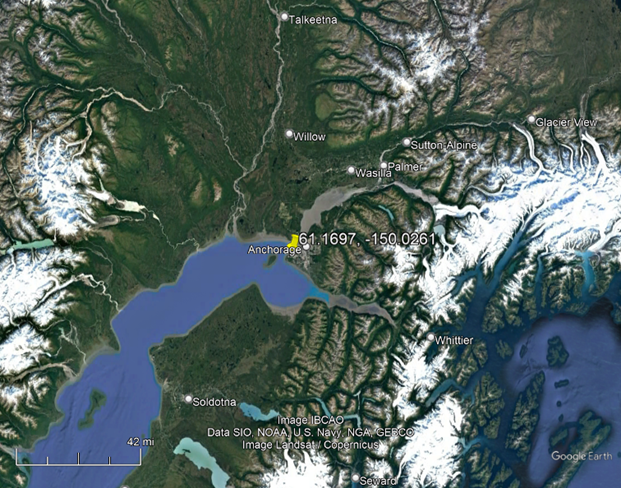 Talkeetna
Willow
Glacier View
Sutton-Alpine
Palmer
Wasilla
61.1697, -150.0261
Anchorage
Whittier
Soldotna
Image IBCAO
Data SIO, NOAA, U.S. Navy, NGA, GEBCO
Image Landsat / Copernicus
42 mi
Google Earth
Seward